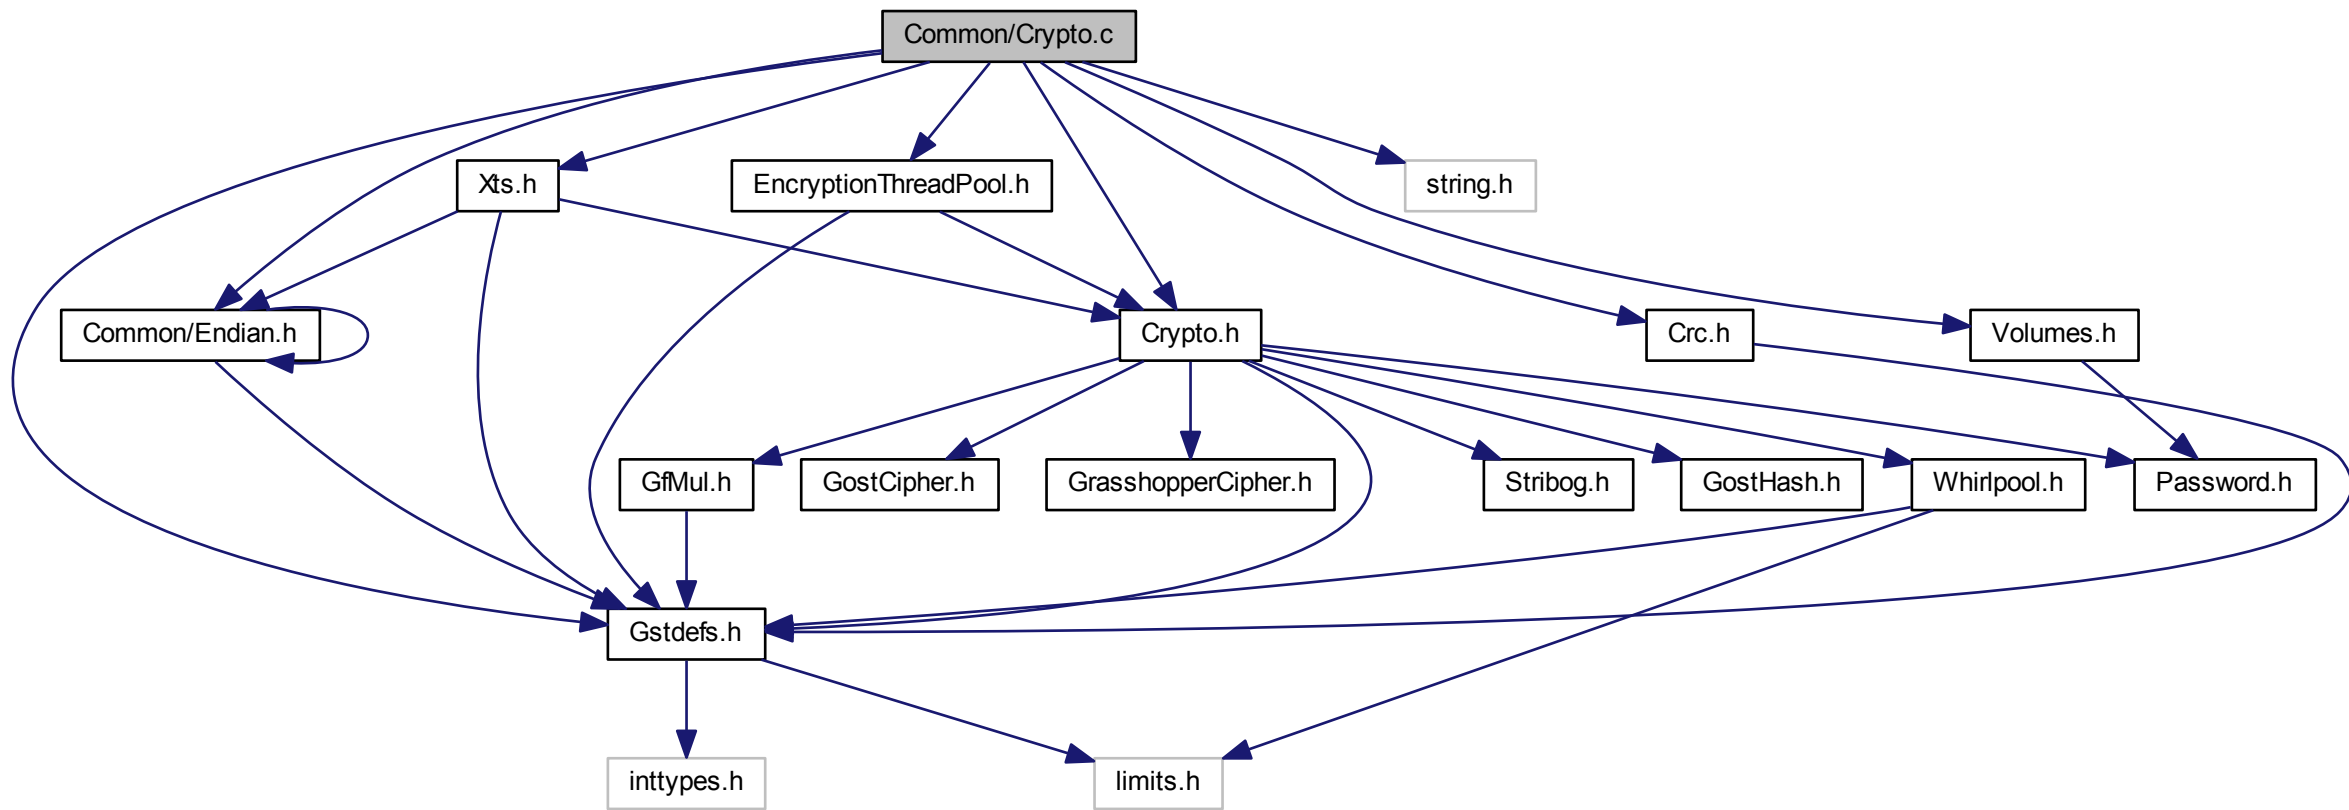 Common/Crypto.c
Xts.h
EncryptionThreadPool.h
string.h
Common/Endian.h
Crypto.h
Crc.h
Volumes.h
GfMul.h
GostCipher.h
GrasshopperCipher.h
Stribog.h
GostHash.h
Whirlpool.h
Password.h
Gstdefs.h
inttypes.h
limits.h